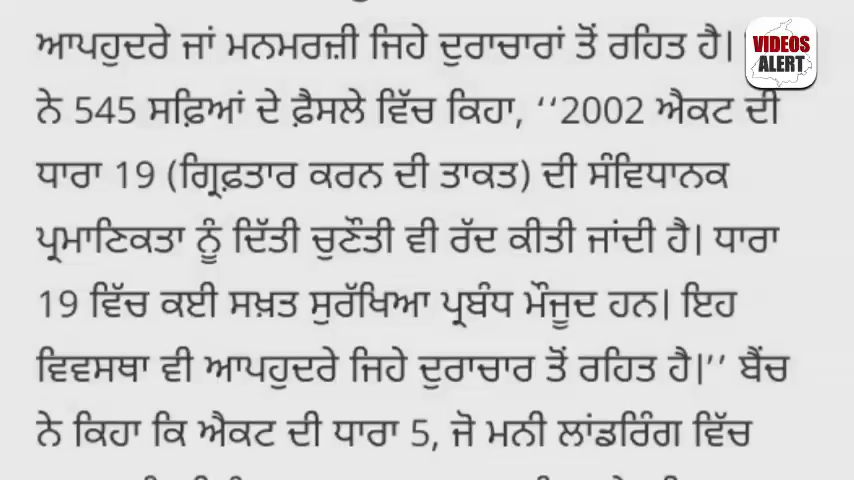 ਆਪਹੁਦਰੇ ਜਾਂ ਮਨਮਰਜ਼ੀ ਜਿਹੇ ਦੁਰਾਚਾਰਾਂ ਤੋਂ ਰਹਿਤ ਹੈ।
VIDEOS
ALERT
ਨੇ 545 ਸਫ਼ਿਆਂ ਦੇ ਫ਼ੈਸਲੇ ਵਿੱਚ ਕਿਹਾ, ‘‘2002 ਐਕਟ ਦੀ
ਧਾਰਾ 19 (ਗ੍ਰਿਫ਼ਤਾਰ ਕਰਨ ਦੀ ਤਾਕਤ) ਦੀ ਸੰਵਿਧਾਨਕ
ਪ੍ਰਮਾਣਿਕਤਾ ਨੂੰ ਦਿੱਤੀ ਚੁਣੌਤੀ ਵੀ ਰੱਦ ਕੀਤੀ ਜਾਂਦੀ ਹੈ। ਧਾਰਾ
19 ਵਿੱਚ ਕਈ ਸਖ਼ਤ ਸੁਰੱਖਿਆ ਪ੍ਰਬੰਧ ਮੌਜੂਦ ਹਨ। ਇਹ
ਵਿਵਸਥਾ ਵੀ ਆਪਹੁਦਰੇ ਜਿਹੇ ਦੁਰਾਚਾਰ ਤੋਂ ਰਹਿਤ ਹੈ।’’ ਬੈਂਚ
ਨੇ ਕਿਹਾ ਕਿ ਐਕਟ ਦੀ ਧਾਰਾ 5, ਜੋ ਮਨੀ ਲਾਂਡਰਿੰਗ ਵਿੱਚ